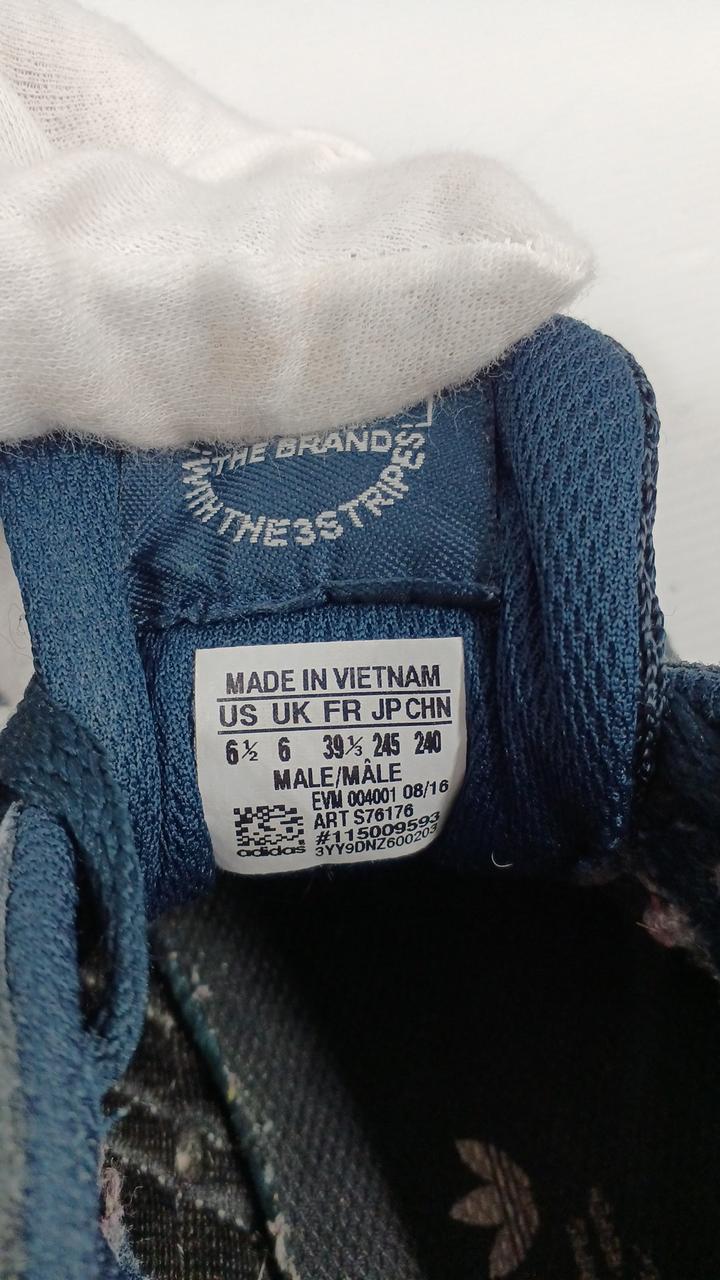 THE BRAND
WITH THE 3 STRIPES
MADE IN VIETNAM
US UK FR JP CHN
6½ 6 39⅓ 245 240
MALE/MÂLE
EVM 004001 08/16
ART S76176
#115009593
adidas 3YY9DNZ600203